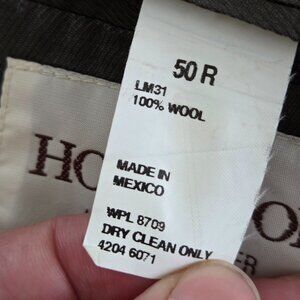 50 R
LM31
100% WOOL
MADE IN
MEXICO
WPL 8709
DRY CLEAN ONLY
4204 6071